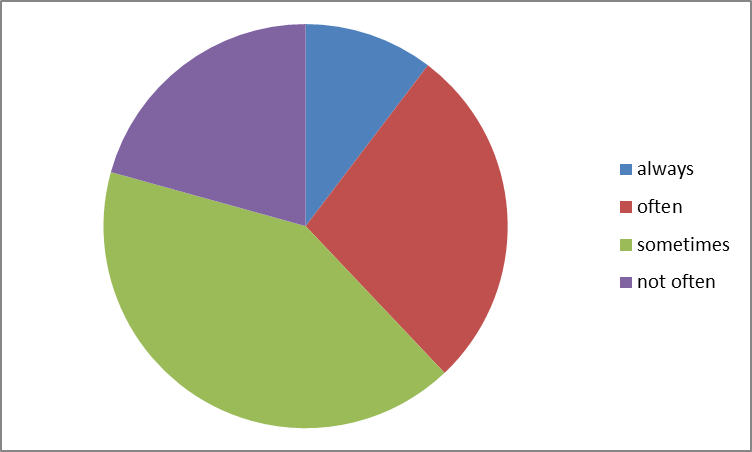 always
often
sometimes
not often